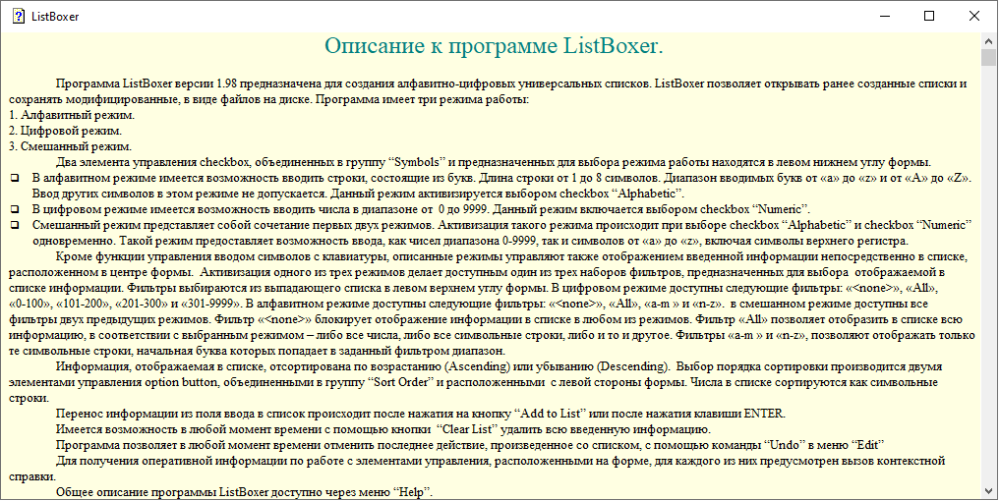 ListBoxer
Описание к программе ListBoxer.
Программа ListBoxer версии 1.98 предназначена для создания алфавитно-цифровых универсальных списков. ListBoxer позволяет открывать ранее созданные списки и
сохранять модифицированные, в виде файлов на диске. Программа имеет три режима работы:
1. Алфавитный режим.
2. Цифровой режим.
3. Смешанный режим.
Два элемента управления checkbox, объединенных в группу “Symbols” и предназначенных для выбора режима работы находятся в левом нижнем углу формы.
❑ В алфавитном режиме имеется возможность вводить строки, состоящие из букв. Длина строки от 1 до 8 символов. Диапазон вводимых букв от «a» до «z» и от «A» до «Z».
Ввод других символов в этом режиме не допускается. Данный режим активизируется выбором checkbox “Alphabetic”.
❑ В цифровом режиме имеется возможность вводить числа в диапазоне от 0 до 9999. Данный режим включается выбором checkbox “Numeric”.
❑ Смешанный режим представляет собой сочетание первых двух режимов. Активизация такого режима происходит при выборе checkbox “Alphabetic” и checkbox “Numeric”
одновременно. Такой режим предоставляет возможность ввода, как чисел диапазона 0-9999, так и символов от «a» до «z», включая символы верхнего регистра.
Кроме функции управления вводом символов с клавиатуры, описанные режимы управляют также отображением введенной информации непосредственно в списке,
расположенном в центре формы. Активизация одного из трех режимов делает доступным один из трех наборов фильтров, предназначенных для выбора отображаемой в
списке информации. Фильтры выбираются из выпадающего списка в левом верхнем углу формы. В цифровом режиме доступны следующие фильтры: «<none>», «All»,
«0-100», «101-200», «201-300» и «301-9999». В алфавитном режиме доступны следующие фильтры: «<none>», «All», «a-m » и «n-z». в смешанном режиме доступны все
фильтры двух предыдущих режимов. Фильтр «<none>» блокирует отображение информации в списке в любом из режимов. Фильтр «All» позволяет отобразить в списке всю
информацию, в соответствии с выбранным режимом – либо все числа, либо все символьные строки, либо и то и другое. Фильтры «a-m » и «n-z», позволяют отображать только
те символьные строки, начальная буква которых попадает в заданный фильтром диапазон.
Информация, отображаемая в списке, отсортирована по возрастанию (Ascending) или убыванию (Descending). Выбор порядка сортировки производится двумя
элементами управления option button, объединенными в группу “Sort Order” и расположенными с левой стороны формы. Числа в списке сортируются как символьные
строки.
Перенос информации из поля ввода в список происходит после нажатия на кнопку “Add to List” или после нажатия клавиши ENTER.
Имеется возможность в любой момент времени с помощью кнопки “Clear List” удалить всю введенную информацию.
Программа позволяет в любой момент времени отменить последнее действие, произведенное со списком, с помощью команды “Undo” в меню “Edit”
Для получения оперативной информации по работе с элементами управления, расположенными на форме, для каждого из них предусмотрен вызов контекстной
справки.
Общее описание программы ListBoxer доступно через меню “Help”.